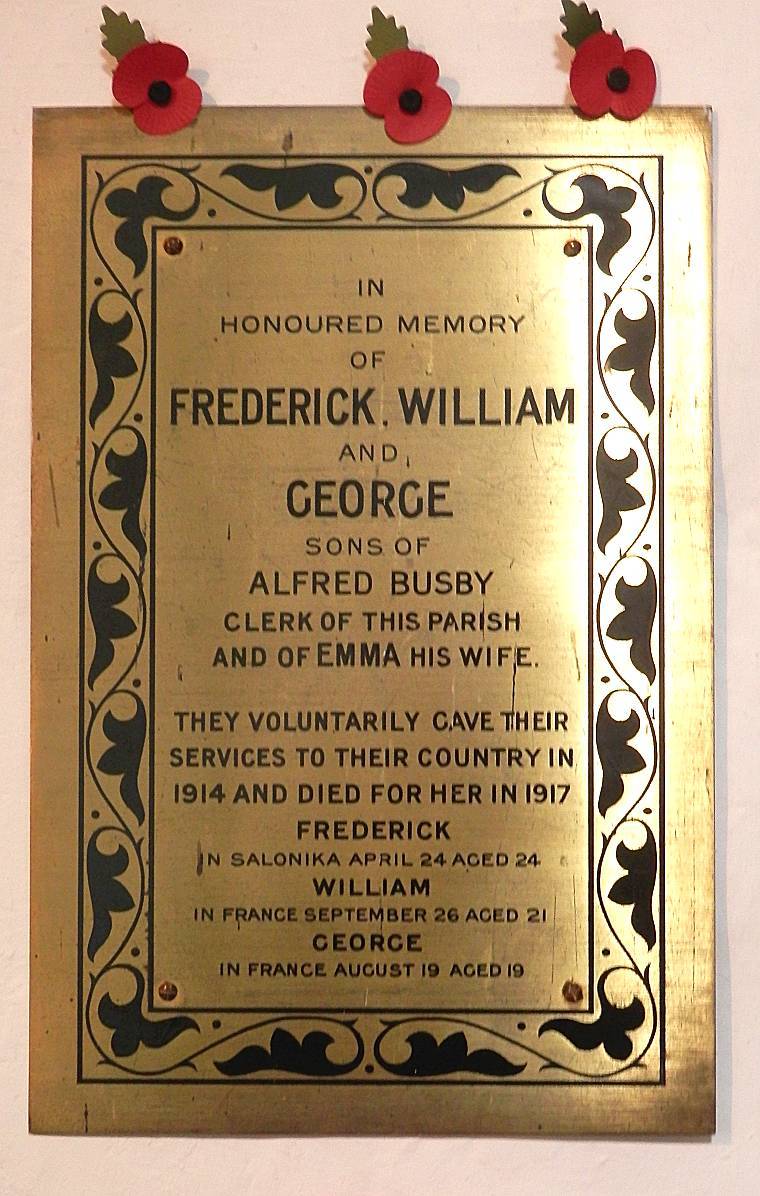 IN
HONOURED MEMORY
OF
FREDERICK, WILLIAM
AND,
GEORGE
SONS OF
ALFRED BUSBY
CLERK OF THIS PARISH
AND OF EMMA HIS WIFE.
THEY VOLUNTARILY GAVE THEIR
SERVICES TO THEIR COUNTRY IN
1914 AND DIED FOR HER IN 1917
FREDERICK
IN SALONIKA APRIL 24 AGED 24
WILLIAM
IN FRANCE SEPTEMBER 26 AGED 21
GEORGE
IN FRANCE AUGUST 19 AGED 19